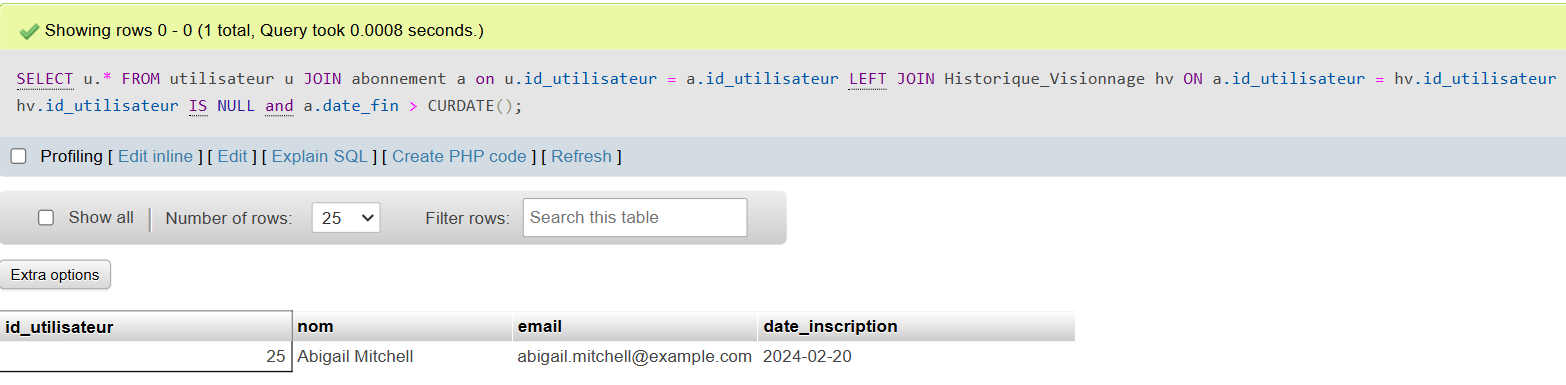 Showing rows 0 - 0 (1 total, Query took 0.0008 seconds.)
SELECT u.* FROM utilisateur u JOIN abonnement a on u.id_utilisateur = a.id_utilisateur LEFT JOIN Historique_Visionnage hv ON a.id_utilisateur = hv.id_utilisateur
hv.id_utilisateur IS NULL and a.date_fin > CURDATE();
Profiling [ Edit inline ] [ Edit ] [ Explain SQL ] [ Create PHP code ] [ Refresh ]
Show all Number of rows: 25 Filter rows: Search this table
Extra options
id_utilisateur nom email date_inscription
25 Abigail Mitchell abigail.mitchell@example.com 2024-02-20